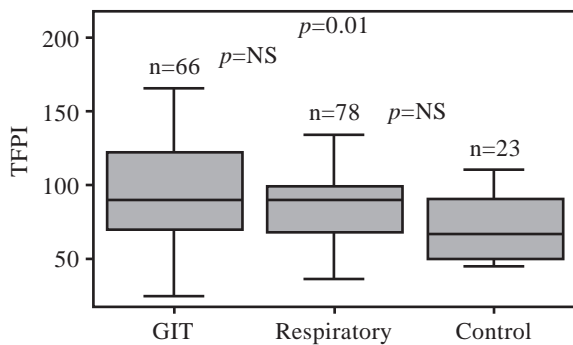 200
150
100
50
TFPI
p=0.01
n=66
p=NS
n=78
p=NS
n=23
GIT
Respiratory
Control